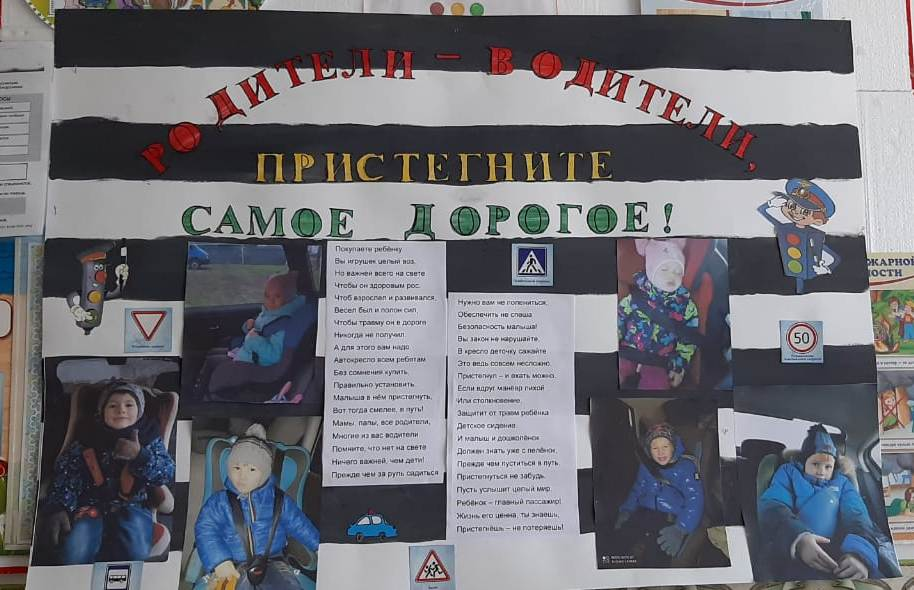 РОДИТЕЛИ – ВОДИТЕЛИ,
ПРИСТЕГНИТЕ
САМОЕ ДОРОГОЕ!
Покупаете ребёнку
Вы игрушек целый воз,
Но важней всего на свете
Чтобы он здоровым рос.
Чтоб взрослел и развивался,
Весел был и полон сил,
Чтобы травму он в дороге
Никогда не получил.
А для этого вам надо
Автокресло всем ребятам
Без сомнения купить,
Правильно установить.
Малыша в нём пристегнуть,
Вот тогда смелее, в путь!
Мамы, папы, все родители,
Многие из вас водители
Помните, что нет на свете
Ничего важней, чем дети!
Прежде чем за руль садиться
Нужно вам не полениться,
Обеспечить не спеша
Безопасность малыша!
Вы закон не нарушайте,
В кресло деточку сажайте
Это ведь совсем несложно,
Пристегнул – и ехать можно.
Если вдруг манёвр лихой
Или столкновение,
Защитит от травм ребёнка
Детское сидение.
И малыш и дошколёнок
Должен знать уже с пелёнок,
Прежде чем пуститься в путь,
Пристегнуться не забудь.
Пусть услышит целый мир,
Ребёнок – главный пассажир!
Жизнь его ценна, ты знаешь,
Пристегнёшь – не потеряешь!
50
ЖАРНОЙ
НОСТИ